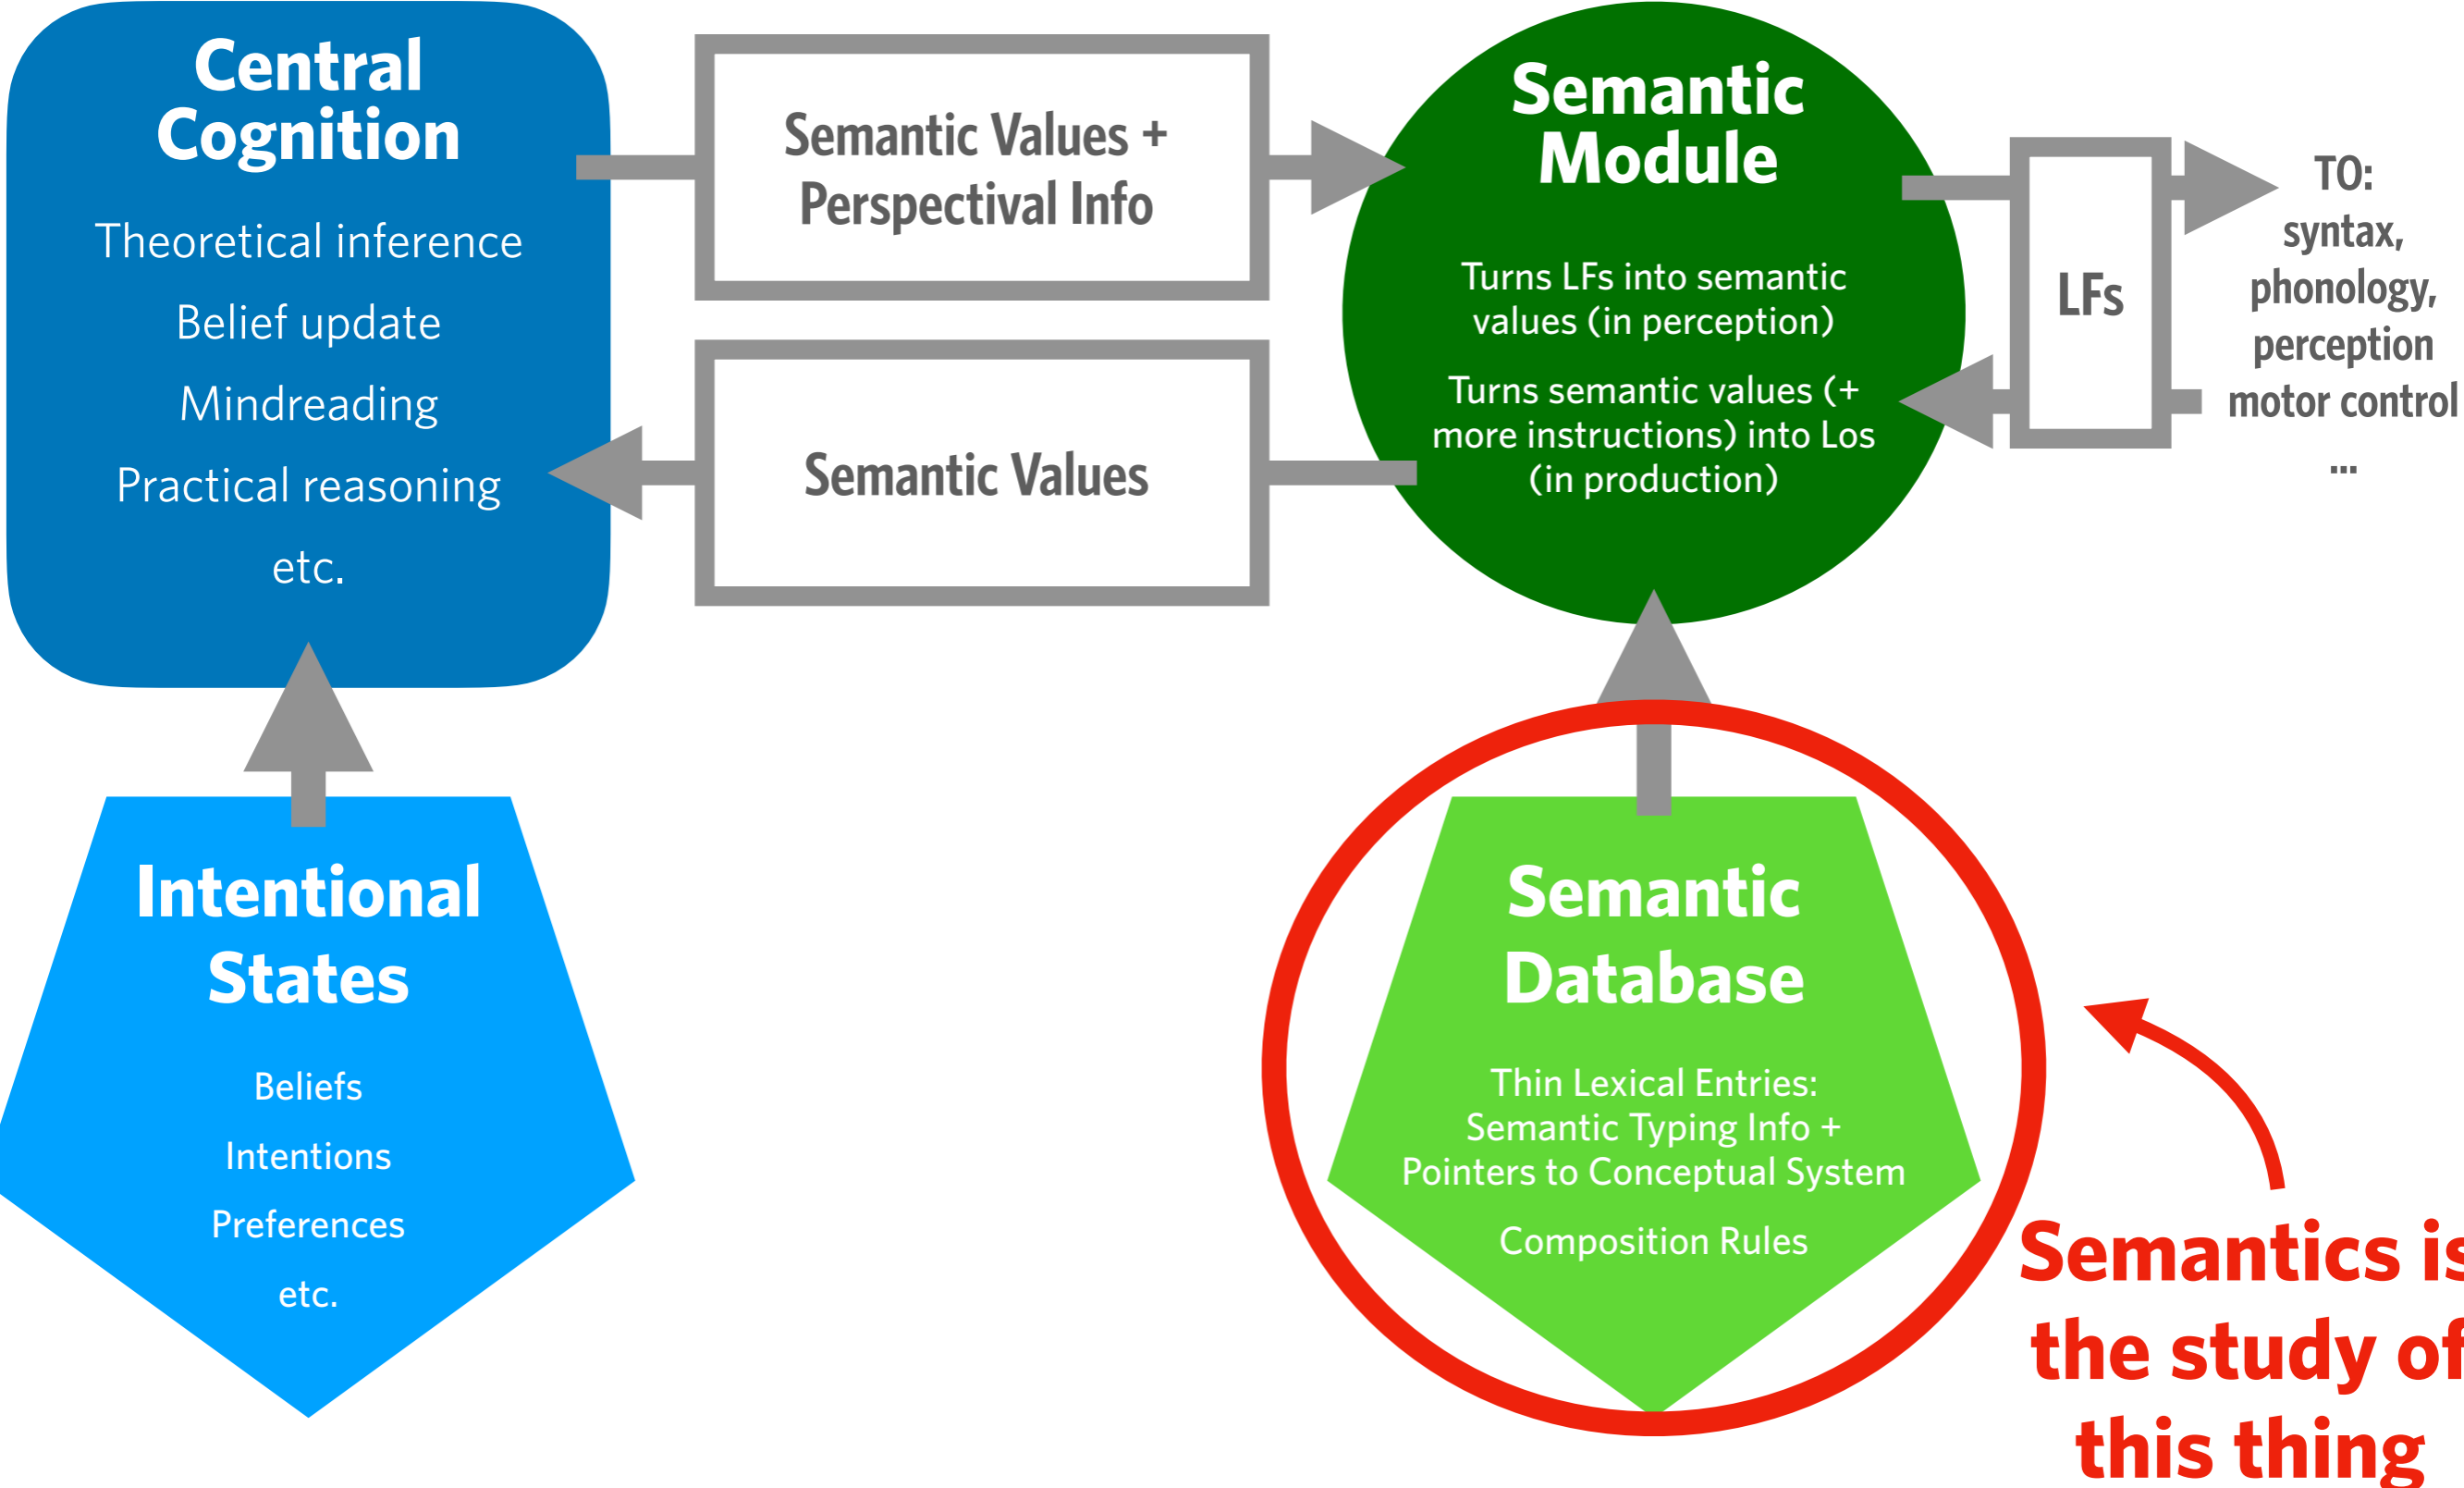 Central
Cognition
Theoretical inference
Belief update
Mindreading
Practical reasoning
etc.
Semantic Values +
Perspectival Info
Semantic Values
Semantic
Module
Turns LFs into semantic
values (in perception)
Turns semantic values (+
more instructions) into Los
(in production)
LFs
TO:
syntax,
phonology,
perception
motor control
...
Intentional
States
Beliefs
Intentions
Preferences
etc.
Semantic
Database
Thin Lexical Entries:
Semantic Typing Info +
Pointers to Conceptual System
Composition Rules
Semantics is
the study of
this thing